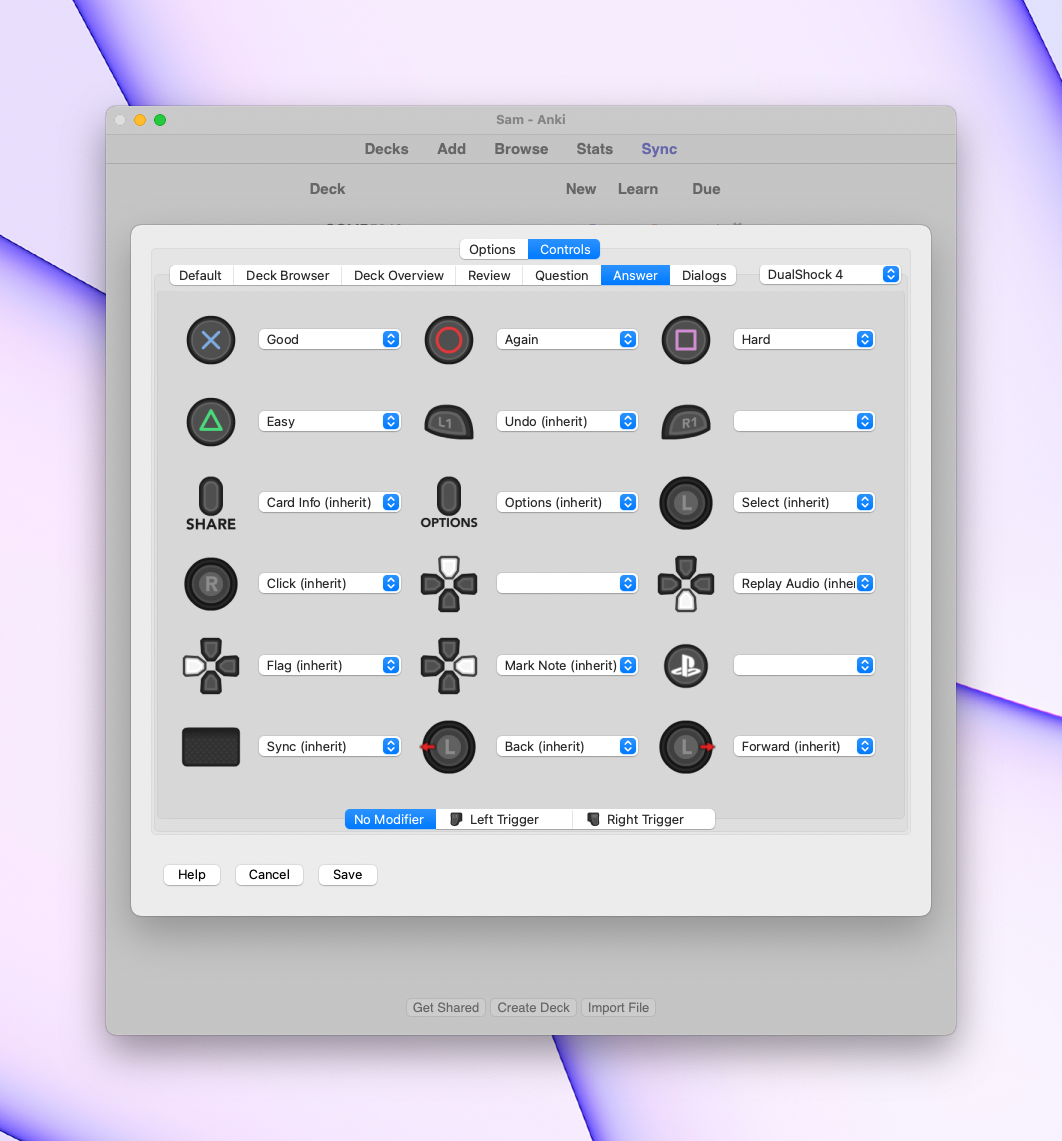 Sam - Anki
Decks Add Browse Stats Sync
Deck New Learn Due
Options Controls
Default Deck Browser Deck Overview Review Question Answer Dialogs DualShock 4
Good Again Hard
Easy L1 Undo (inherit) R1
SHARE Card Info (inherit) OPTIONS Options (inherit) L Select (inherit)
R Click (inherit) Replay Audio (inher
Flag (inherit) Mark Note (inherit)
Sync (inherit) L Back (inherit) L Forward (inherit)
No Modifier Left Trigger Right Trigger
Help Cancel Save
Get Shared Create Deck Import File